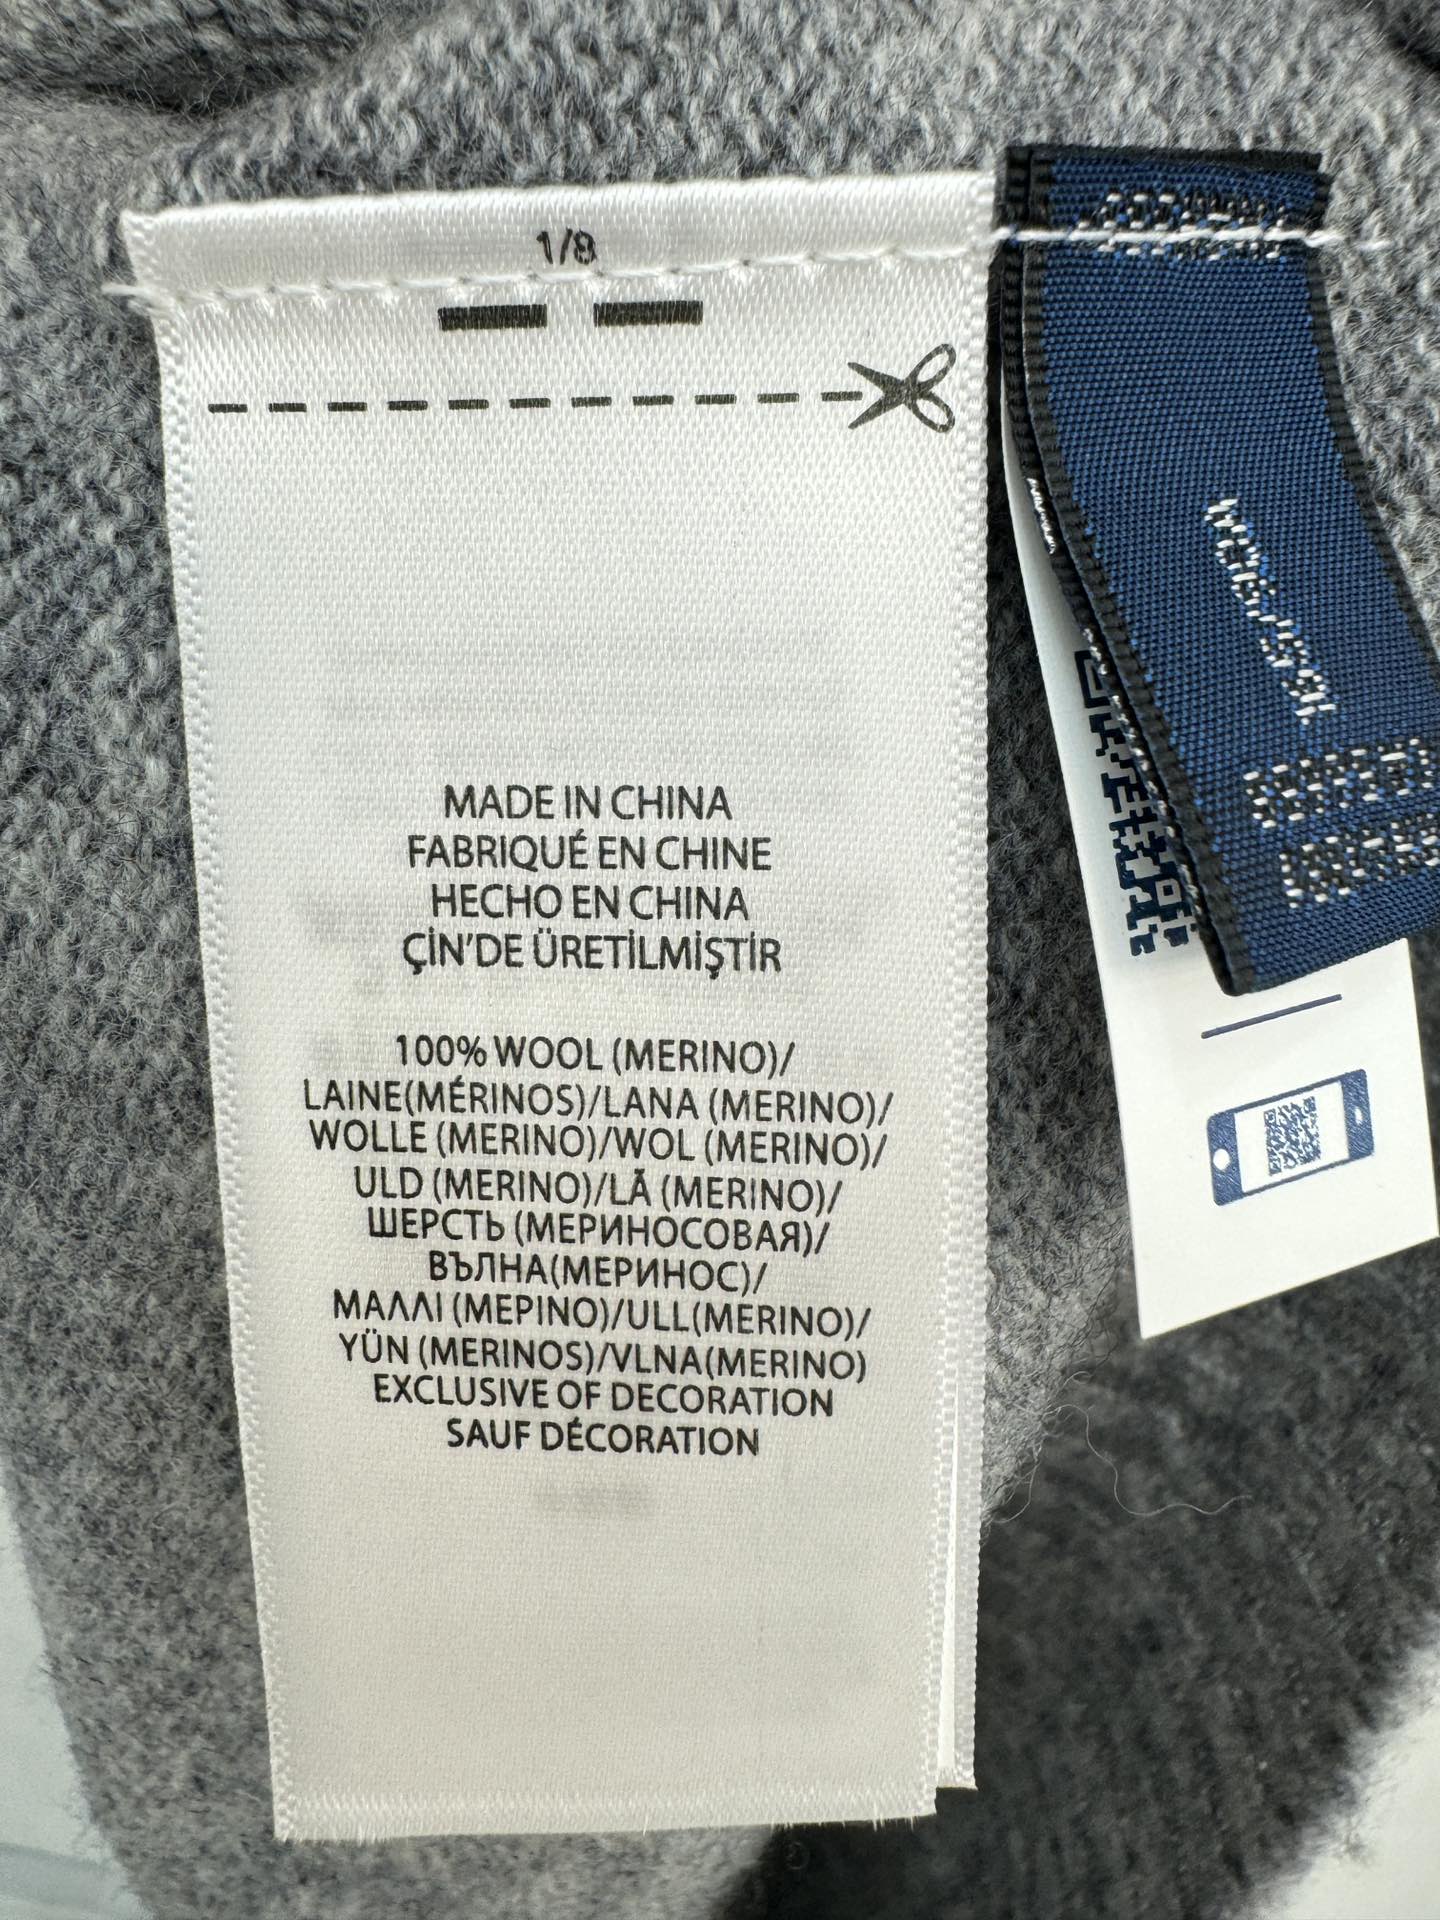 1/8
MADE IN CHINA
FABRIQUÉ EN CHINE
HECHO EN CHINA
ÇİN'DE ÜRETİLMİŞTİR
100% WOOL (MERINO)/
LAINE(MÉRINOS)/LANA (MERINO)/
WOLLE (MERINO)/WOL (MERINO)/
ULD (MERINO)/LÃ (MERINO)/
ШЕРСТЬ (МЕРИНОСОВАЯ)/
ВЪЛНА(МЕРИНОС)/
ΜΑΛΛΙ (ΜΕΡΙΝΟ)/ULL(MERINO)/
YÜN (MERINOS)/VLNA(MERINO)
EXCLUSIVE OF DECORATION
SAUF DÉCORATION